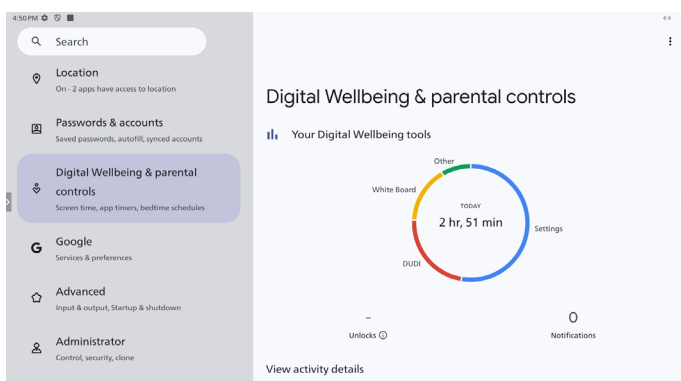 4:50 PM
Search
Location
On - 2 apps have access to location
Passwords & accounts
Saved passwords, autofill, synced accounts
Digital Wellbeing & parental
controls
Screen time, app timers, bedtime schedules
Google
Services & preferences
Advanced
Input & output, Startup & shutdown
Administrator
Control, security, clone
Digital Wellbeing & parental controls
Your Digital Wellbeing tools
Other
White Board
TODAY
2 hr, 51 min
Settings
DUDI
–
0
Unlocks
Notifications
View activity details